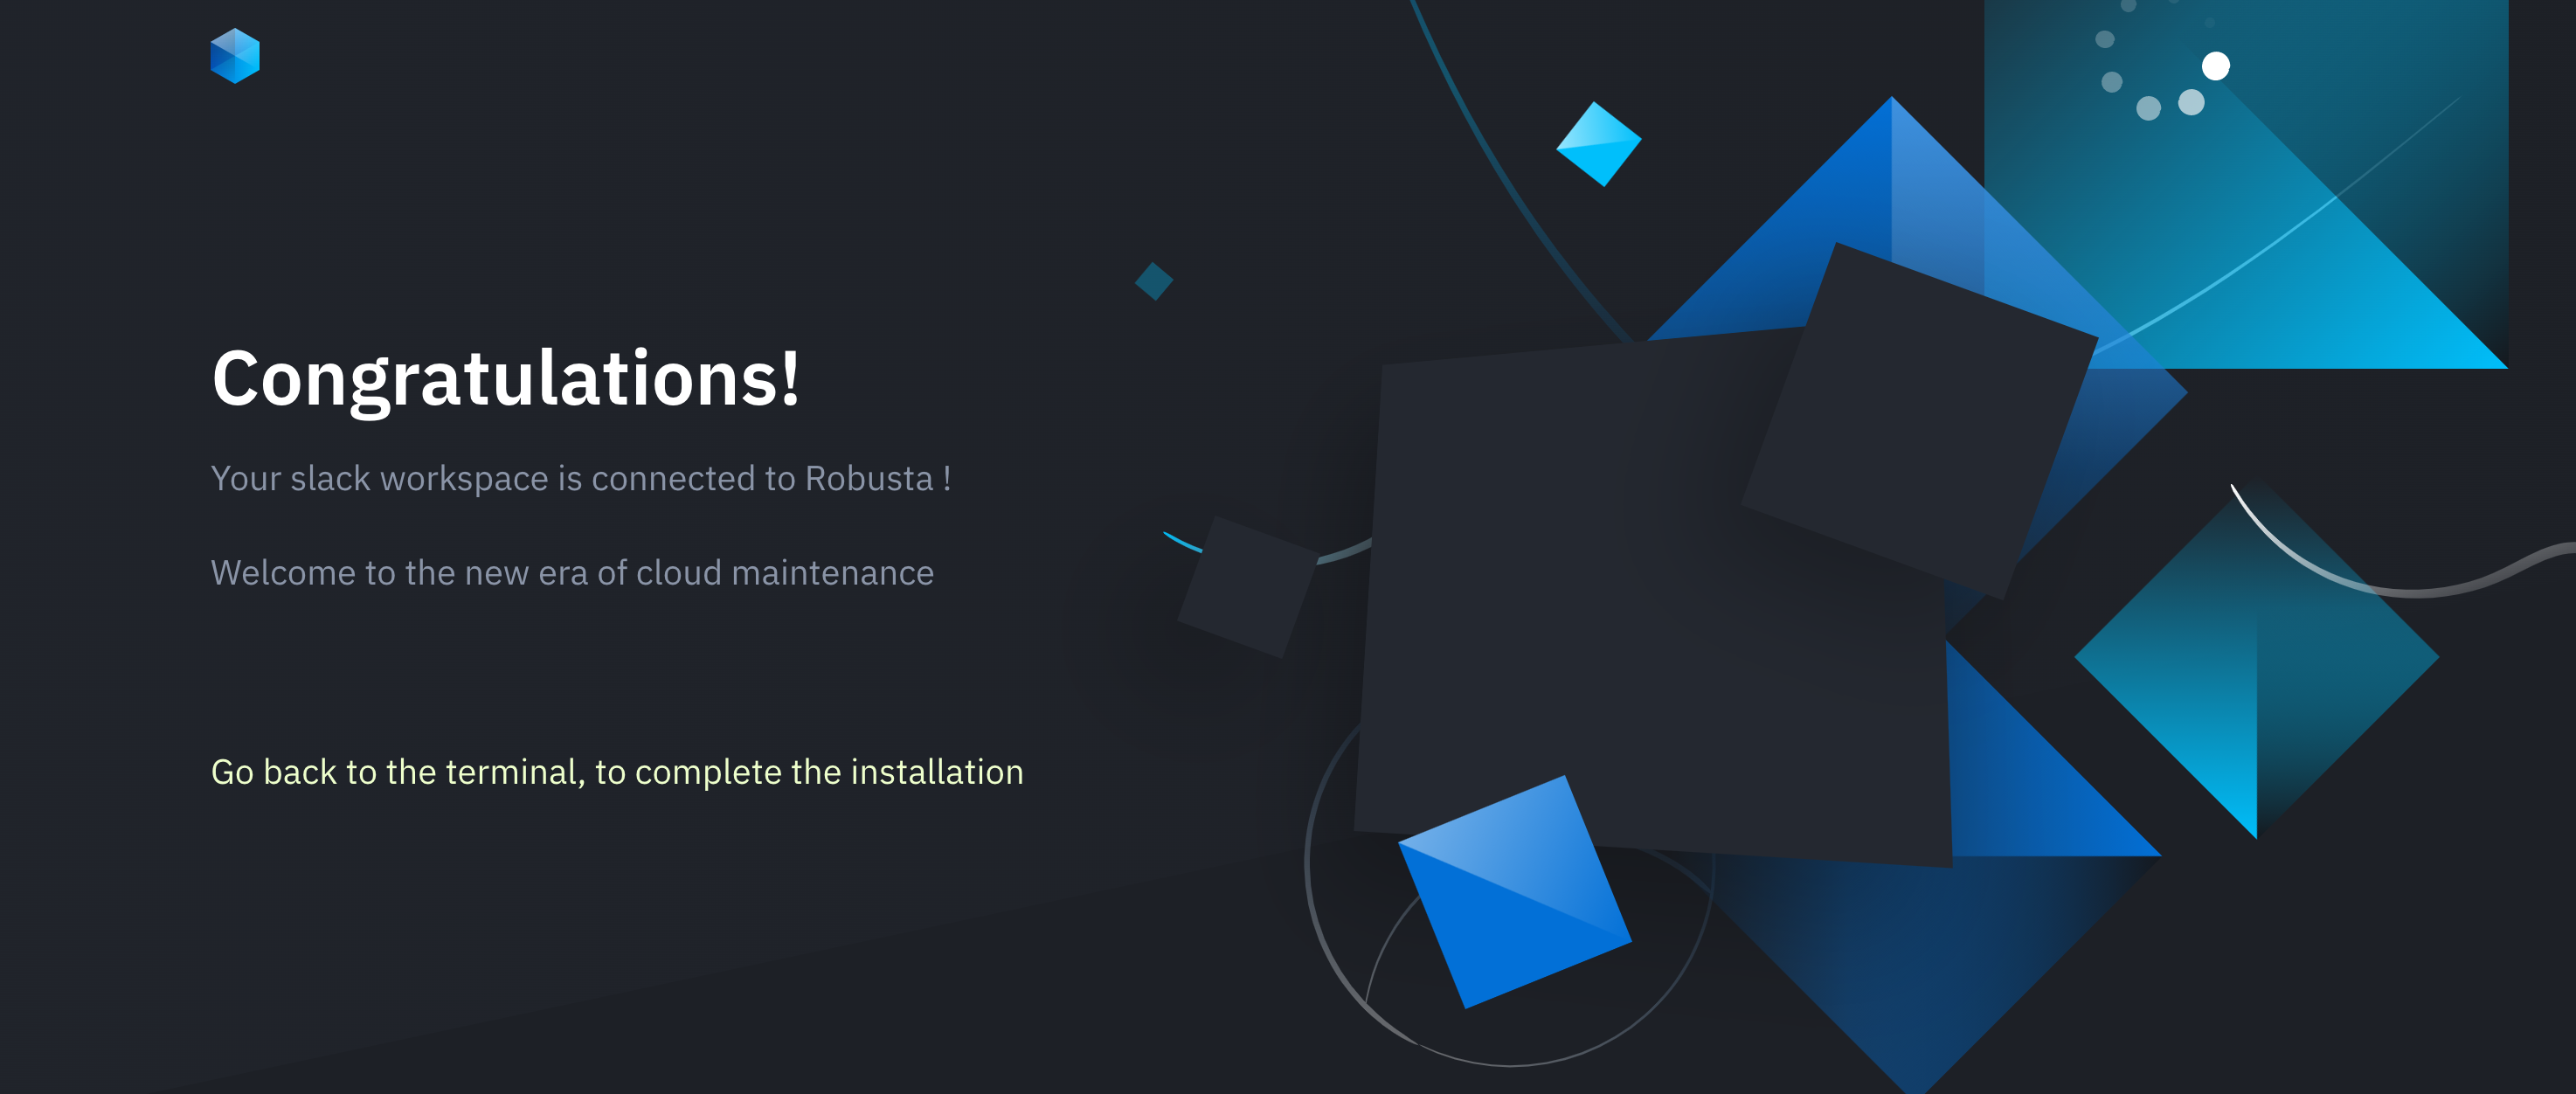 Congratulations!
Your slack workspace is connected to Robusta !
Welcome to the new era of cloud maintenance
Go back to the terminal, to complete the installation